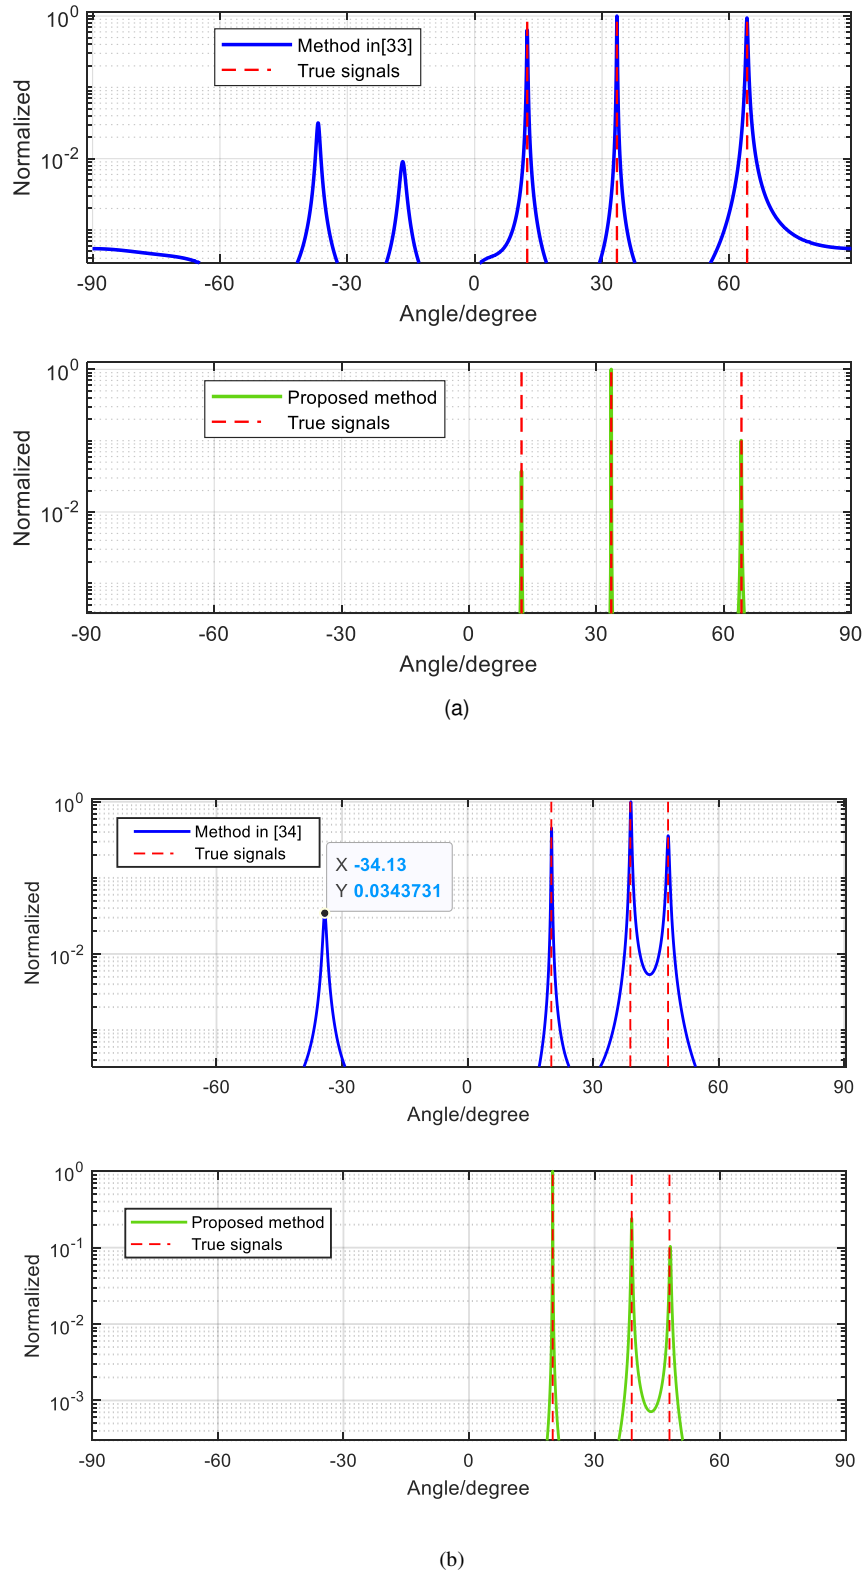 10^0
Method in[33]
True signals
Normalized
10^-2
-90 -60 -30 0 30 60
Angle/degree
10^0
Proposed method
True signals
Normalized
10^-2
-90 -60 -30 0 30 60 90
Angle/degree
(a)
10^0
Method in [34]
True signals
X -34.13
Y 0.0343731
Normalized
10^-2
-60 -30 0 30 60 90
Angle/degree
10^0
Proposed method
True signals
10^-1
Normalized
10^-2
10^-3
-90 -60 -30 0 30 60 90
Angle/degree
(b)